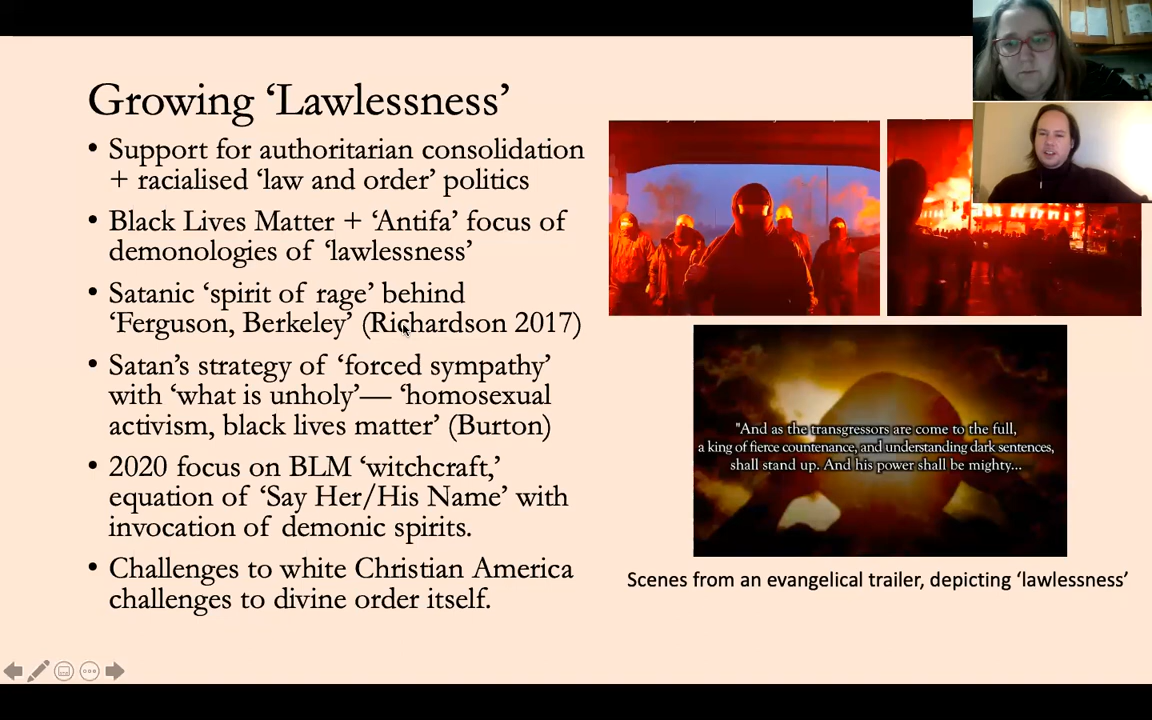 Growing ‘Lawlessness’
• Support for authoritarian consolidation
+ racialised ‘law and order’ politics
• Black Lives Matter + ‘Antifa’ focus of
demonologies of ‘lawlessness’
• Satanic ‘spirit of rage’ behind
‘Ferguson, Berkeley’ (Richardson 2017)
• Satan’s strategy of ‘forced sympathy’
with ‘what is unholy’— ‘homosexual
activism, black lives matter’ (Burton)
• 2020 focus on BLM ‘witchcraft,’
equation of ‘Say Her/His Name’ with
invocation of demonic spirits.
• Challenges to white Christian America
challenges to divine order itself.
"And as the transgressors are come to the full,
a king of fierce countenance, and understanding dark sentences,
shall stand up. And his power shall be mighty...
Scenes from an evangelical trailer, depicting ‘lawlessness’